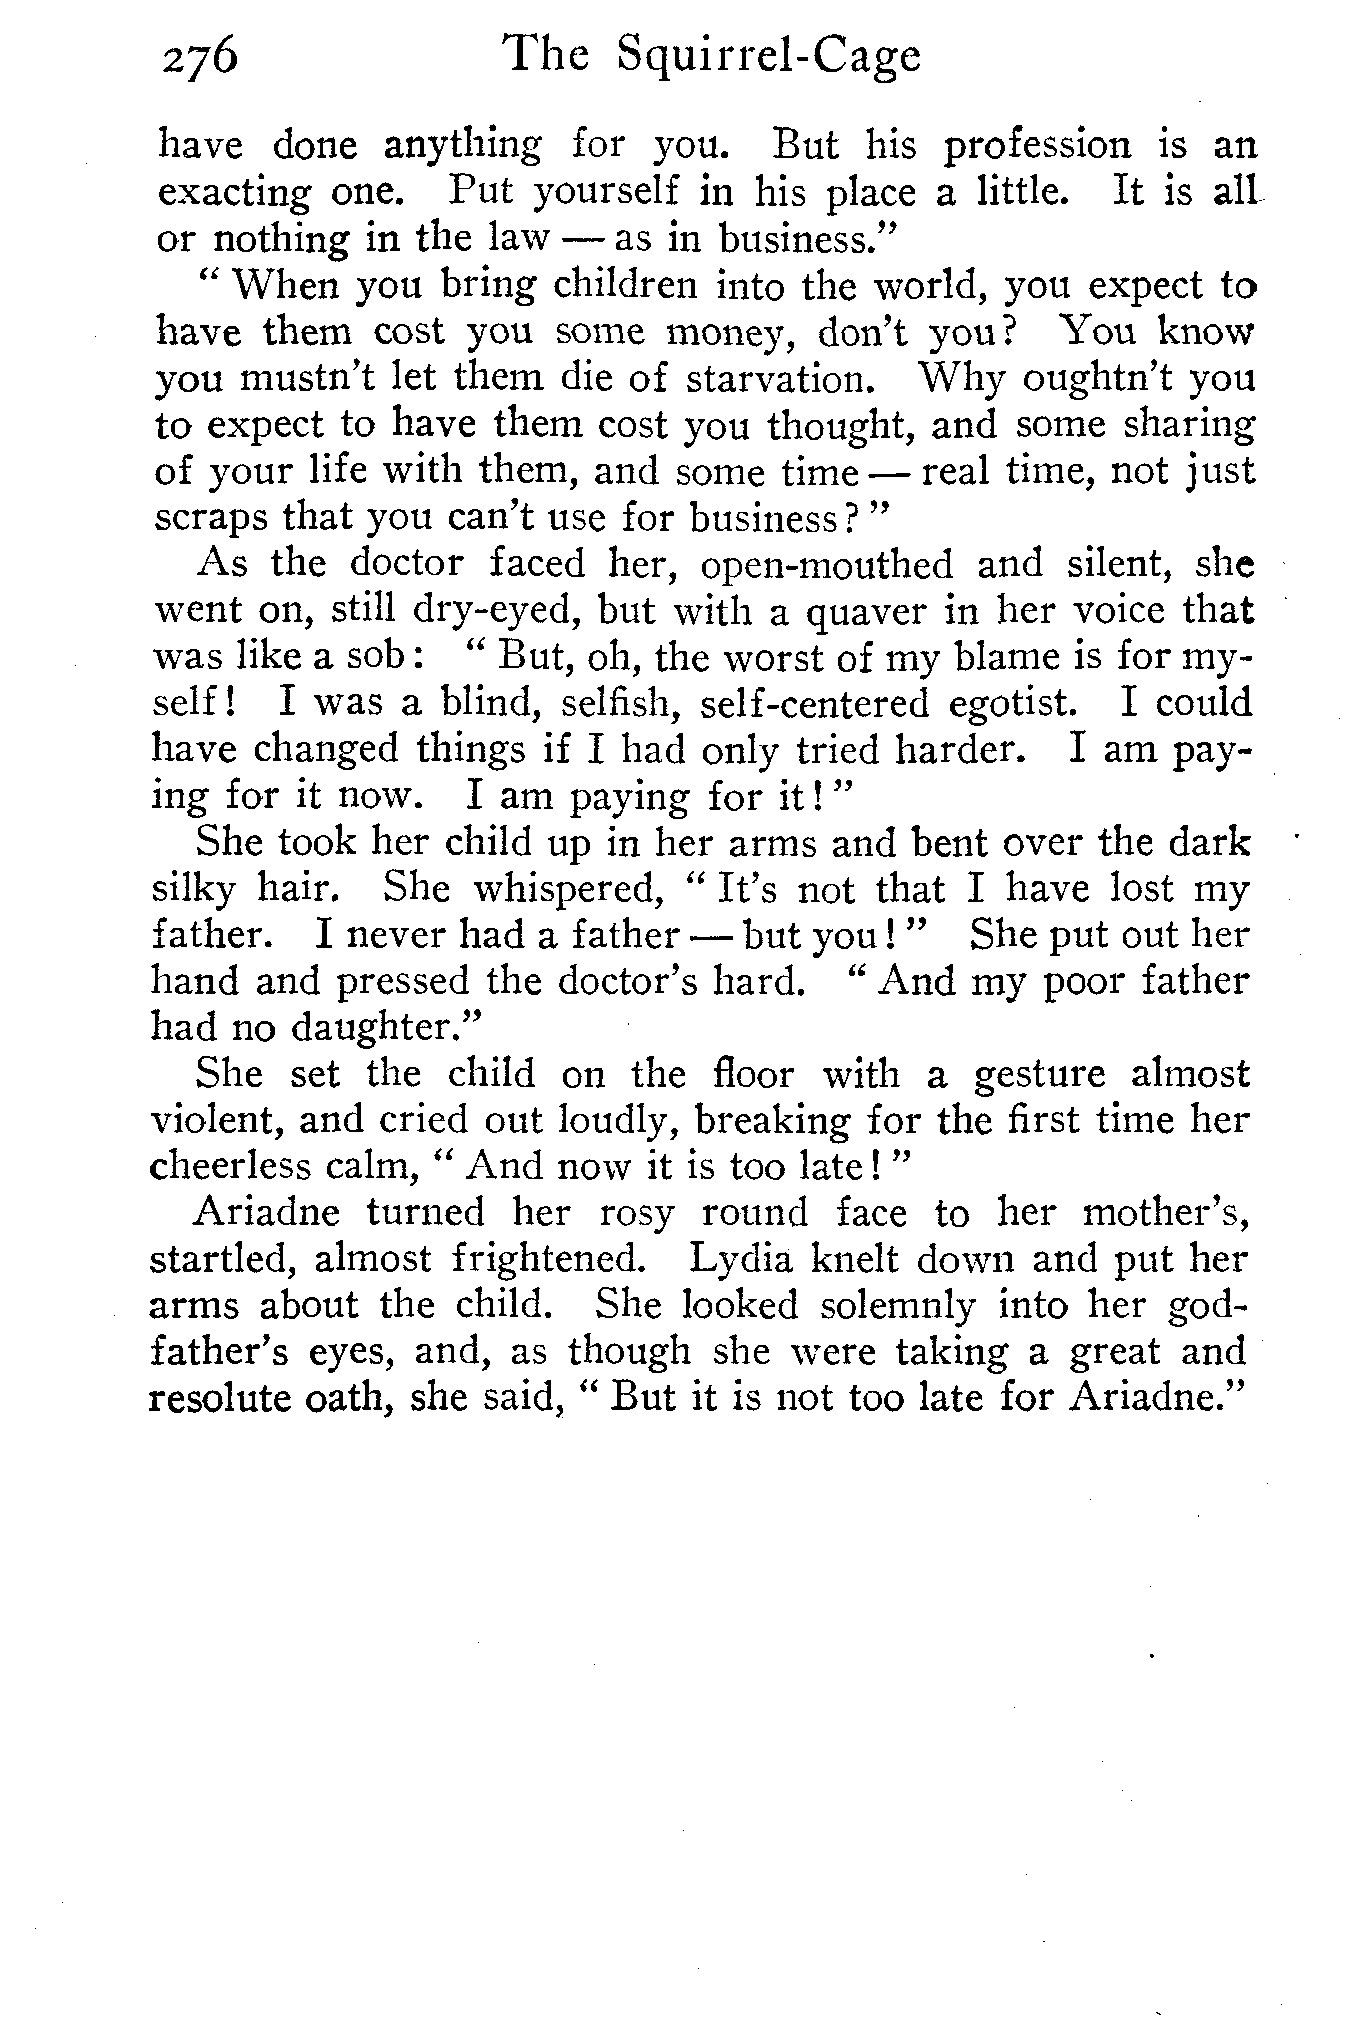 276 The Squirrel-Cage
have done anything for you. But his profession is an
exacting one. Put yourself in his place a little. It is all
or nothing in the law — as in business.”
“ When you bring children into the world, you expect to
have them cost you some money, don’t you? You know
you mustn’t let them die of starvation. Why oughtn’t you
to expect to have them cost you thought, and some sharing
of your life with them, and some time — real time, not just
scraps that you can’t use for business? ”
As the doctor faced her, open-mouthed and silent, she
went on, still dry-eyed, but with a quaver in her voice that
was like a sob: “ But, oh, the worst of my blame is for my-
self! I was a blind, selfish, self-centered egotist. I could
have changed things if I had only tried harder. I am pay-
ing for it now. I am paying for it! ”
She took her child up in her arms and bent over the dark
silky hair. She whispered, “ It’s not that I have lost my
father. I never had a father — but you! ” She put out her
hand and pressed the doctor’s hard. “ And my poor father
had no daughter.”
She set the child on the floor with a gesture almost
violent, and cried out loudly, breaking for the first time her
cheerless calm, “ And now it is too late! ”
Ariadne turned her rosy round face to her mother’s,
startled, almost frightened. Lydia knelt down and put her
arms about the child. She looked solemnly into her god-
father’s eyes, and, as though she were taking a great and
resolute oath, she said, “ But it is not too late for Ariadne.”